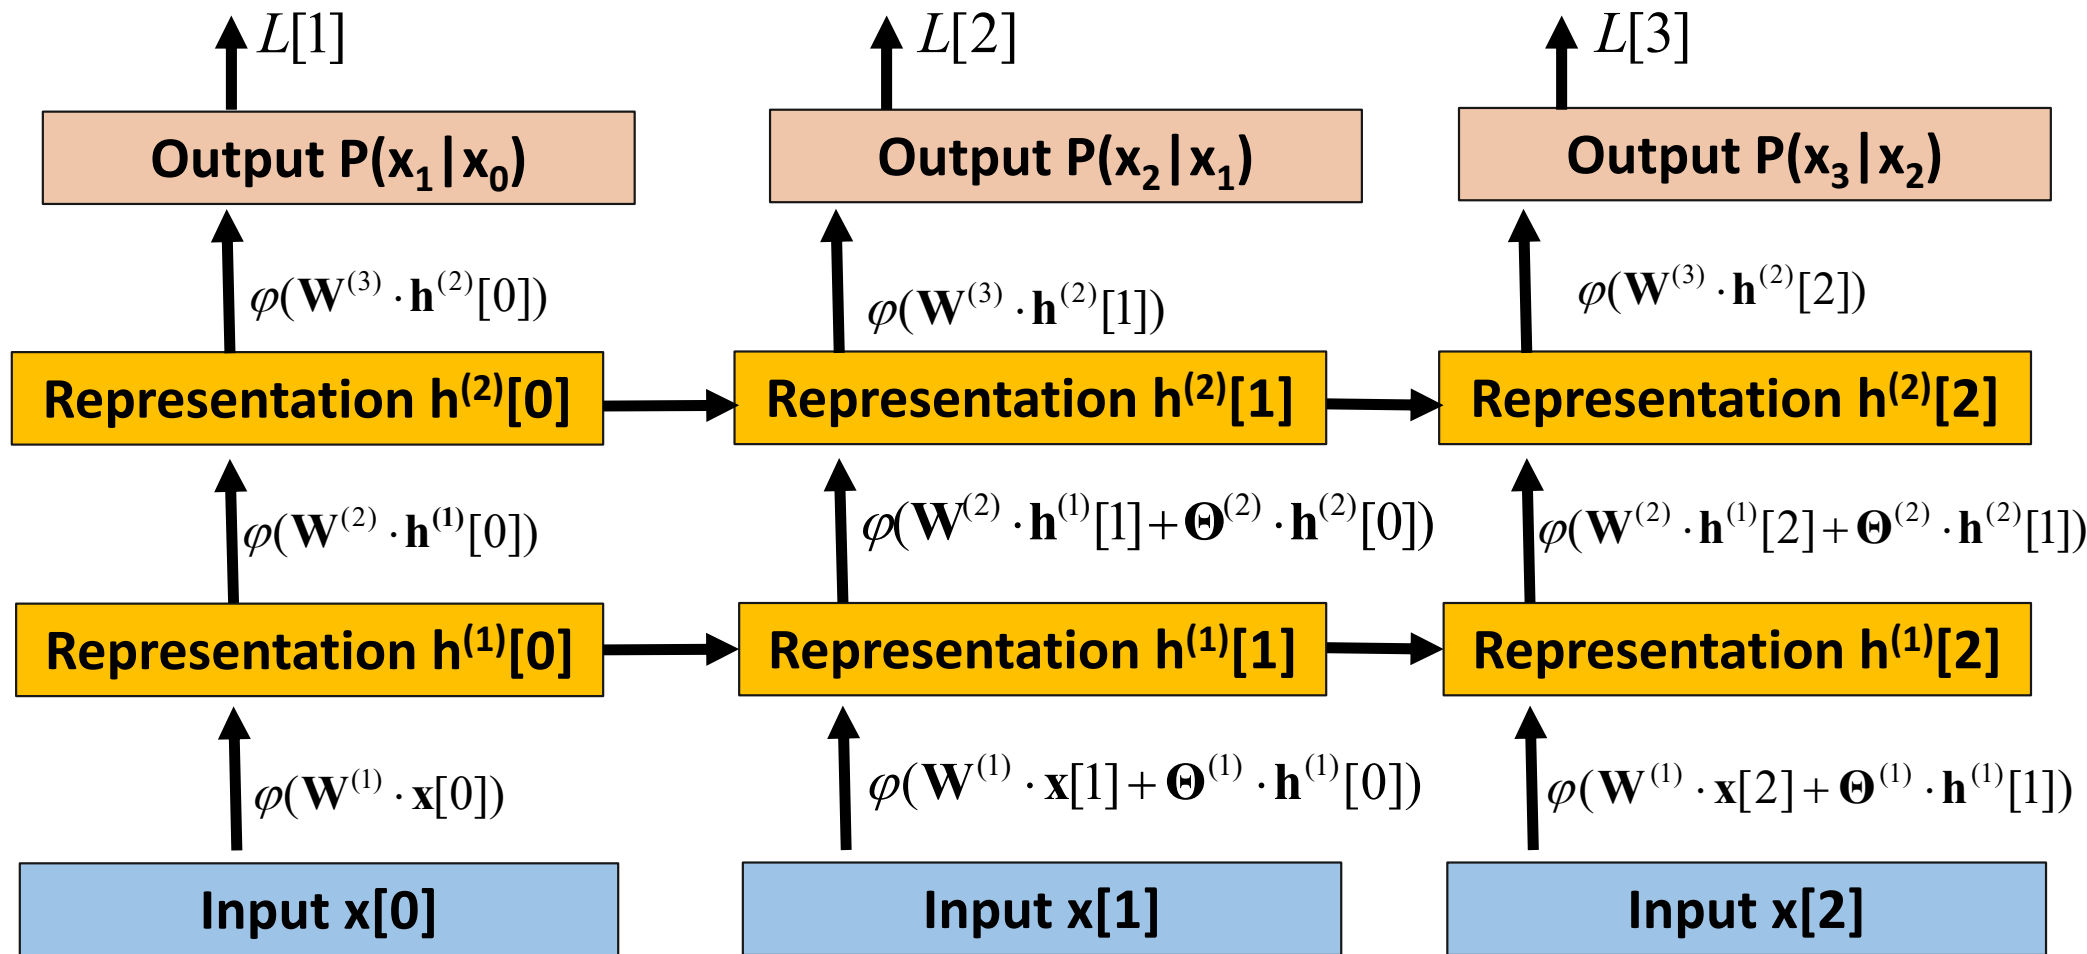 L[1] L[2] L[3]
Output P(x₁|x₀) Output P(x₂|x₁) Output P(x₃|x₂)
φ(W⁽³⁾ · h⁽²⁾[0]) φ(W⁽³⁾ · h⁽²⁾[1]) φ(W⁽³⁾ · h⁽²⁾[2])
Representation h⁽²⁾[0] Representation h⁽²⁾[1] Representation h⁽²⁾[2]
φ(W⁽²⁾ · h⁽¹⁾[0]) φ(W⁽²⁾ · h⁽¹⁾[1] + Θ⁽²⁾ · h⁽²⁾[0]) φ(W⁽²⁾ · h⁽¹⁾[2] + Θ⁽²⁾ · h⁽²⁾[1])
Representation h⁽¹⁾[0] Representation h⁽¹⁾[1] Representation h⁽¹⁾[2]
φ(W⁽¹⁾ · x[0]) φ(W⁽¹⁾ · x[1] + Θ⁽¹⁾ · h⁽¹⁾[0]) φ(W⁽¹⁾ · x[2] + Θ⁽¹⁾ · h⁽¹⁾[1])
Input x[0] Input x[1] Input x[2]